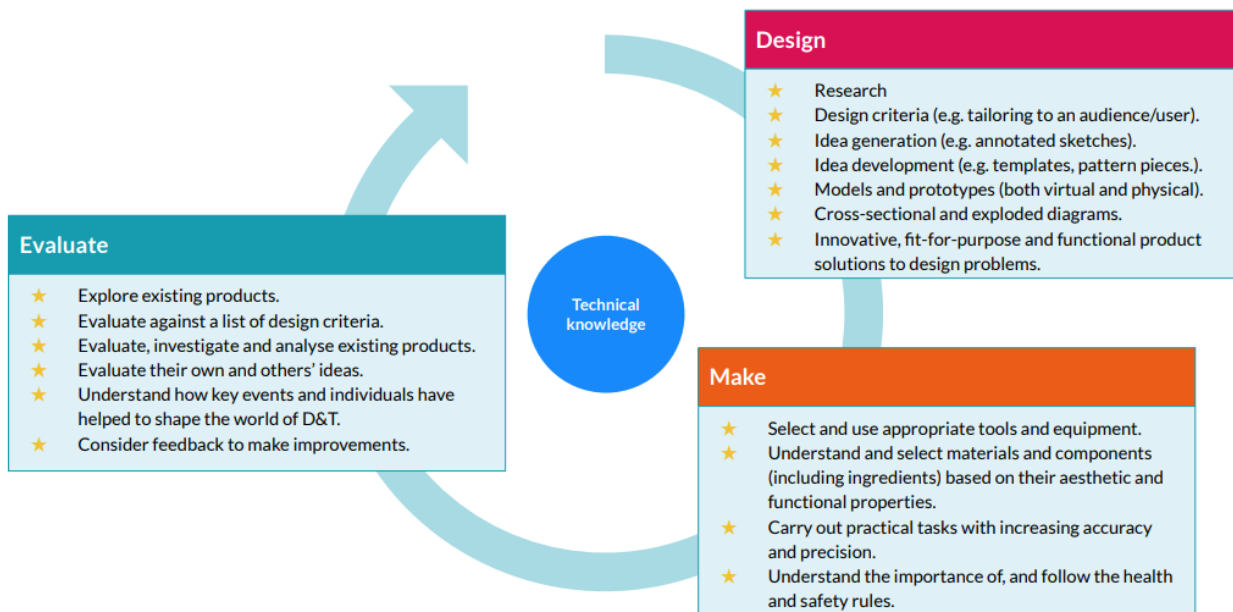 Design
Research
Design criteria (e.g. tailoring to an audience/user).
Idea generation (e.g. annotated sketches).
Idea development (e.g. templates, pattern pieces.).
Models and prototypes (both virtual and physical).
Cross-sectional and exploded diagrams.
Innovative, fit-for-purpose and functional product
solutions to design problems.
Evaluate
Explore existing products.
Evaluate against a list of design criteria.
Evaluate, investigate and analyse existing products.
Evaluate their own and others’ ideas.
Understand how key events and individuals have
helped to shape the world of D&T.
Consider feedback to make improvements.
Technical
knowledge
Make
Select and use appropriate tools and equipment.
Understand and select materials and components
(including ingredients) based on their aesthetic and
functional properties.
Carry out practical tasks with increasing accuracy
and precision.
Understand the importance of, and follow the health
and safety rules.